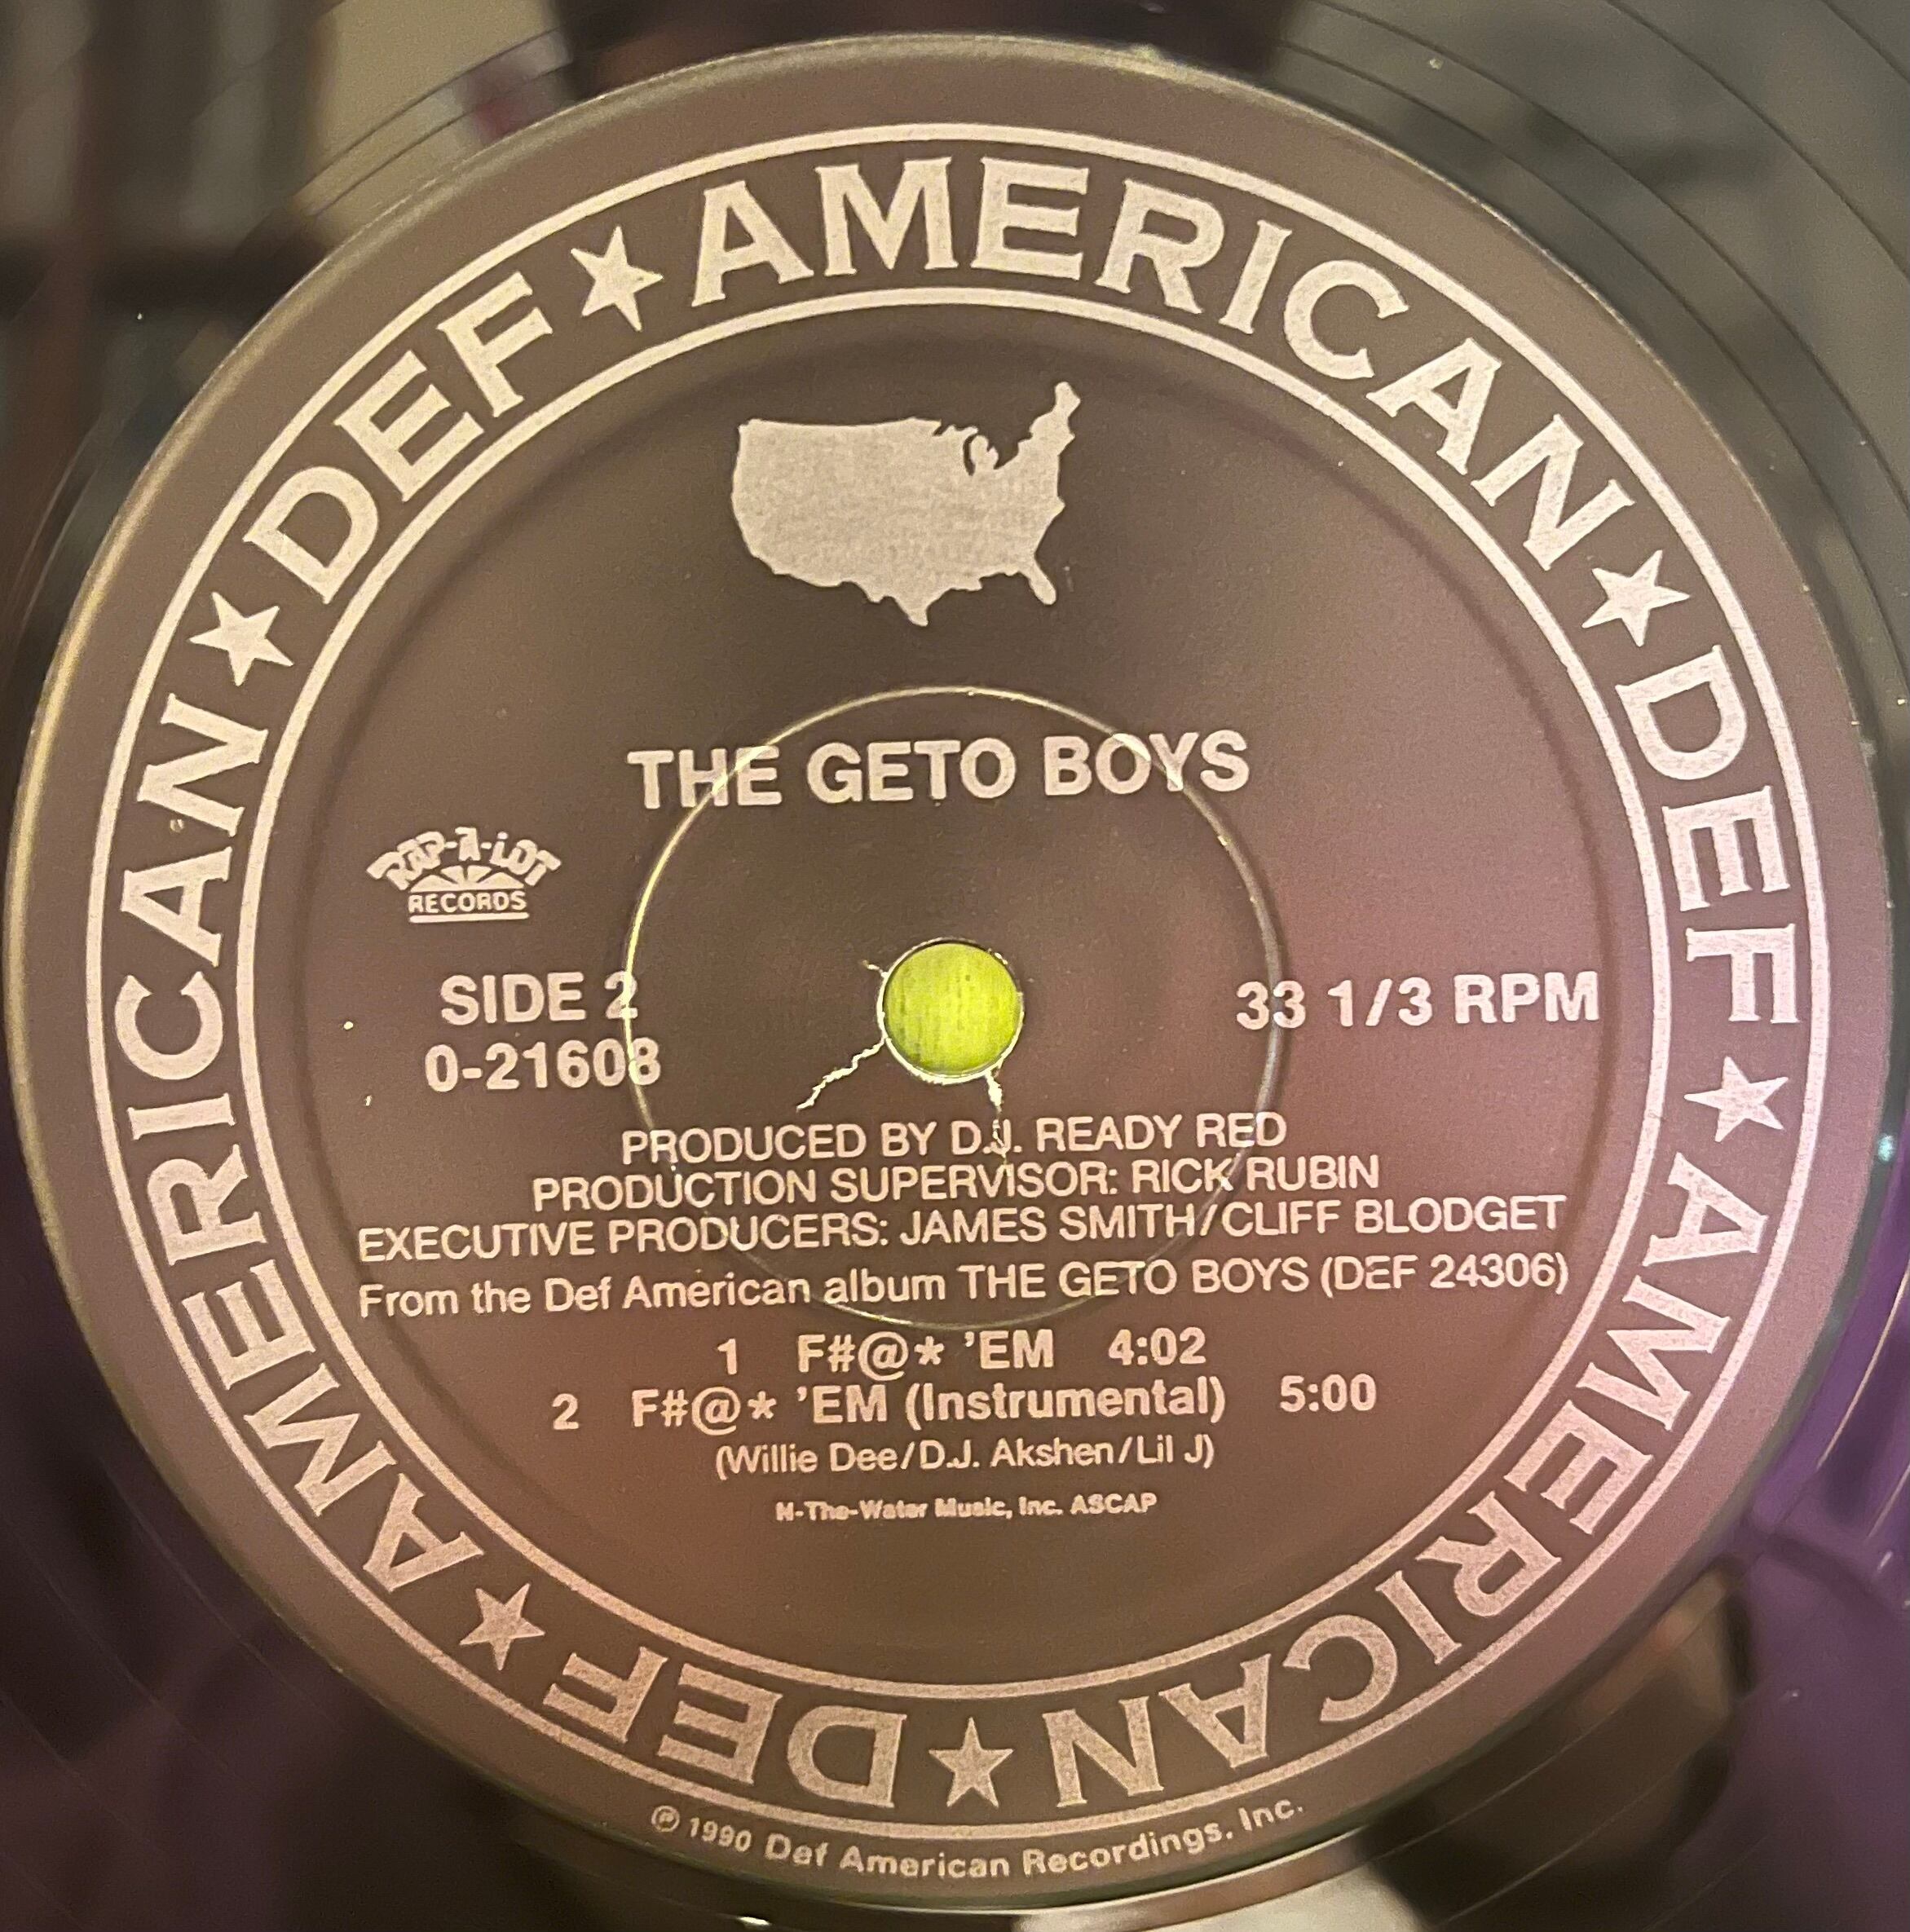 DEF★AMERICAN★DEF★AMERICAN★DEF★AMERICAN★
THE GETO BOYS
RAP-A-LOT
RECORDS
SIDE 2
0-21608
33 1/3 RPM
PRODUCED BY D.J. READY RED
PRODUCTION SUPERVISOR: RICK RUBIN
EXECUTIVE PRODUCERS: JAMES SMITH/CLIFF BLODGET
From the Def American album THE GETO BOYS (DEF 24306)
1 F#@* 'EM 4:02
2 F#@* 'EM (Instrumental) 5:00
(Willie Dee/D.J. Akshen/Lil J)
N-The-Water Music, Inc. ASCAP
℗ 1990 Def American Recordings, Inc.